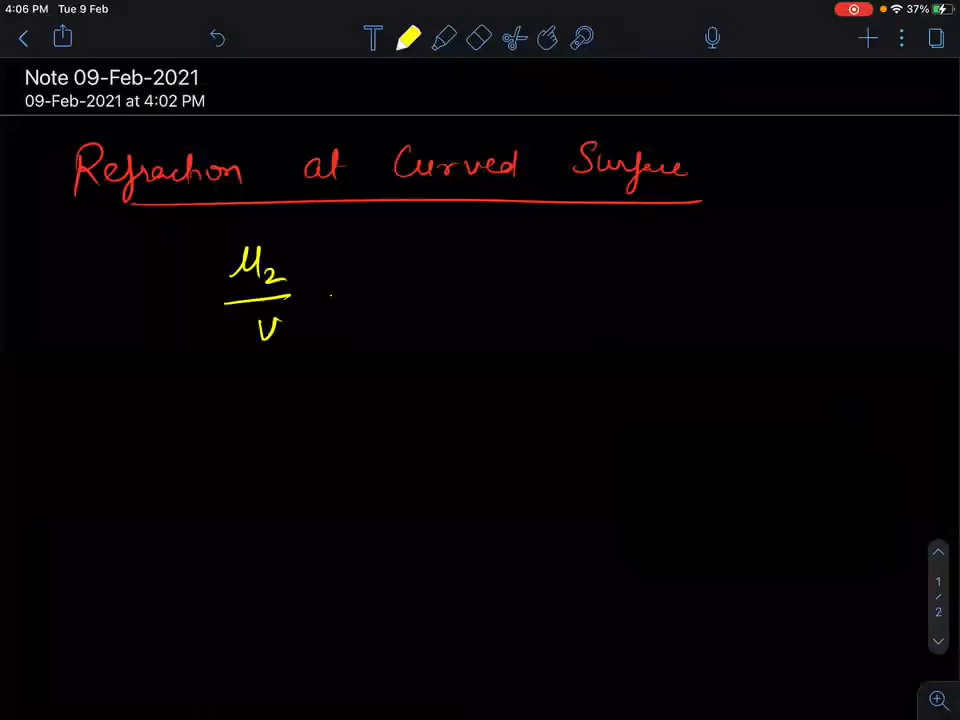 4:06 PM Tue 9 Feb
37%
T
Note 09-Feb-2021
09-Feb-2021 at 4:02 PM
Refraction at Curved Surface
μ2
v
1
/
2